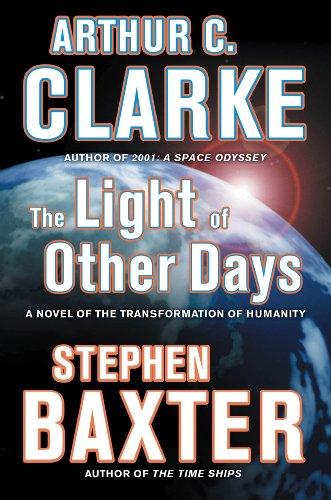 ARTHUR C.
CLARKE
AUTHOR OF 2001: A SPACE ODYSSEY
The Light of
Other Days
A NOVEL OF THE TRANSFORMATION OF HUMANITY
STEPHEN
BAXTER
AUTHOR OF THE TIME SHIPS